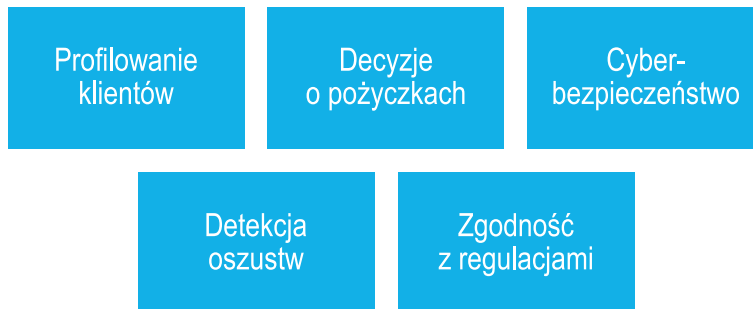 Profilowanie
klientów
Decyzje
o pożyczkach
Cyber-
bezpieczeństwo
Detekcja
oszustw
Zgodność
z regulacjami